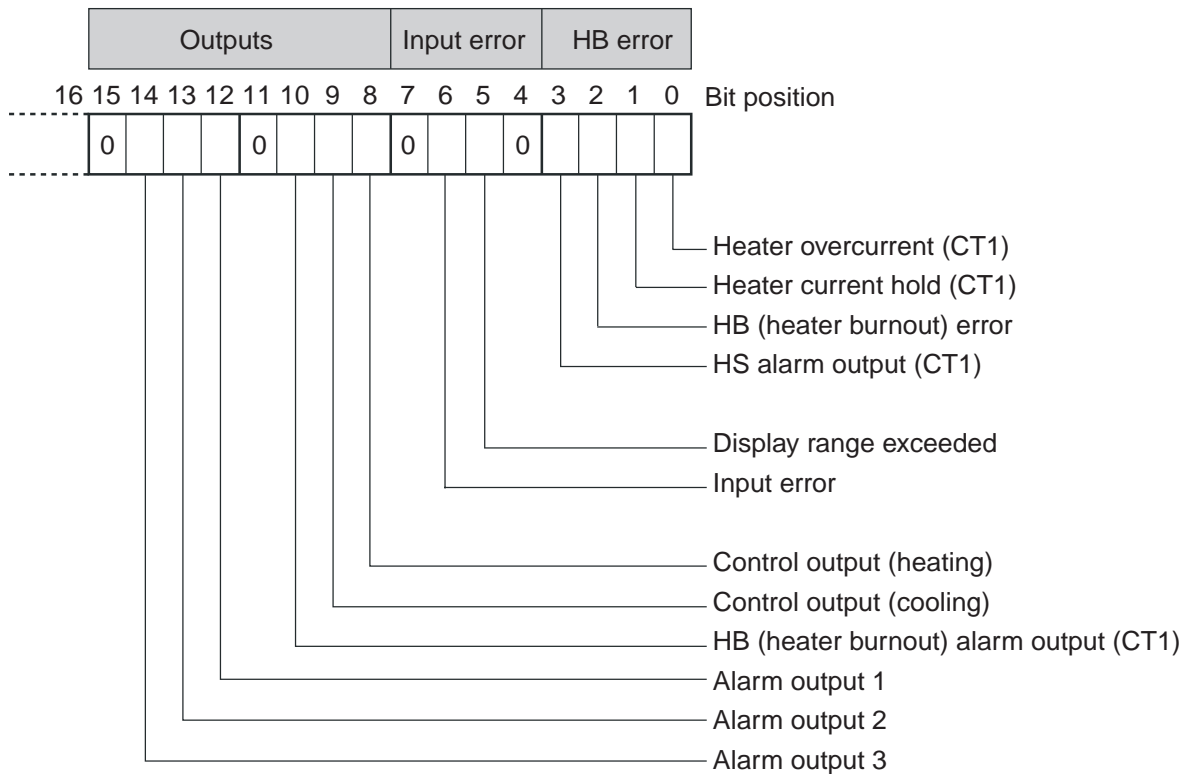 Outputs Input error HB error
16 15 14 13 12 11 10 9 8 7 6 5 4 3 2 1 0 Bit position
0 0 0 0
Heater overcurrent (CT1)
Heater current hold (CT1)
HB (heater burnout) error
HS alarm output (CT1)
Display range exceeded
Input error
Control output (heating)
Control output (cooling)
HB (heater burnout) alarm output (CT1)
Alarm output 1
Alarm output 2
Alarm output 3